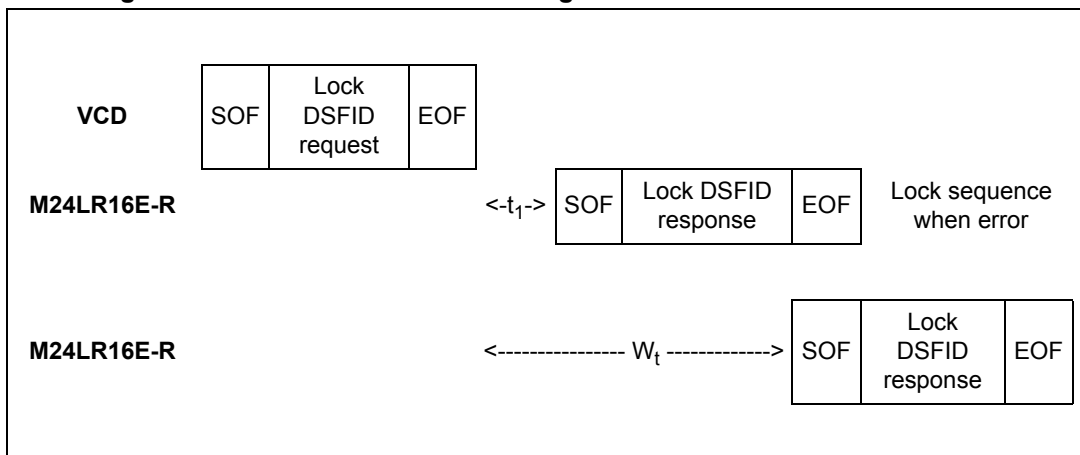 VCD
SOF
Lock
DSFID
request
EOF
M24LR16E-R
<-t1->
SOF
Lock DSFID
response
EOF
Lock sequence
when error
M24LR16E-R
<---------------- Wt ------------->
SOF
Lock
DSFID
response
EOF